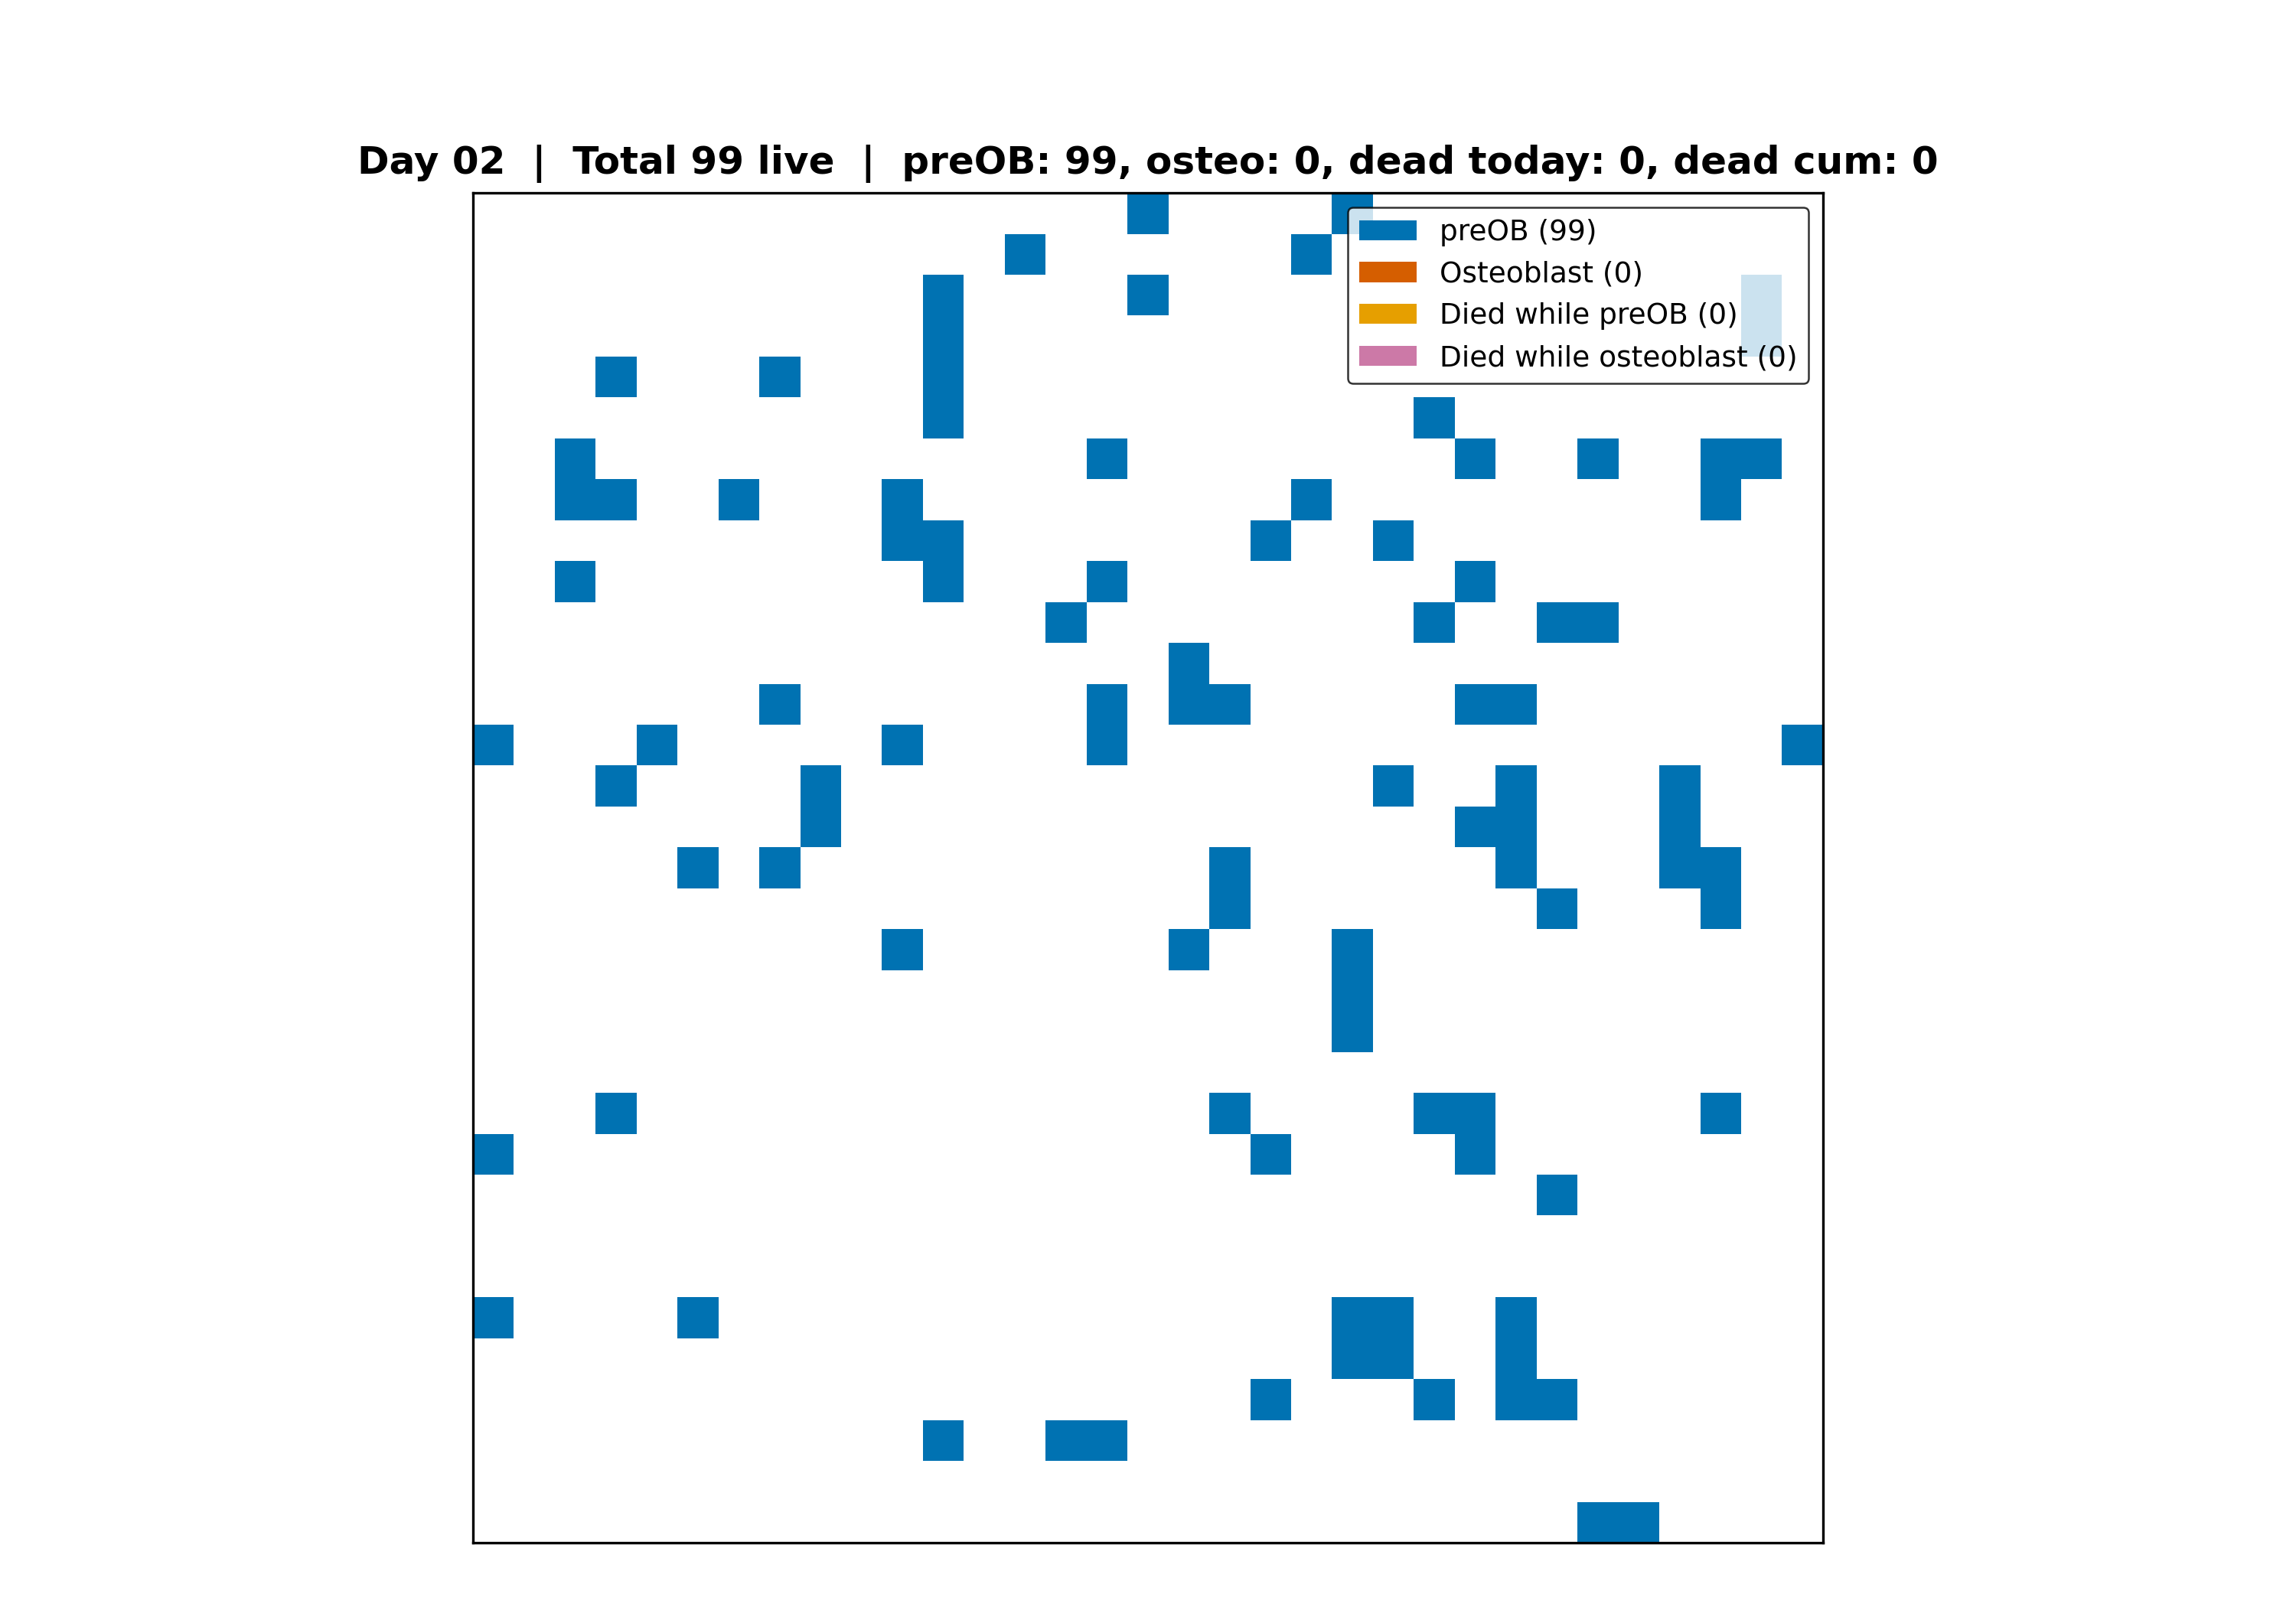 Day 02 | Total 99 live | preOB: 99, osteo: 0, dead today: 0, dead cum: 0
preOB (99)
Osteoblast (0)
Died while preOB (0)
Died while osteoblast (0)